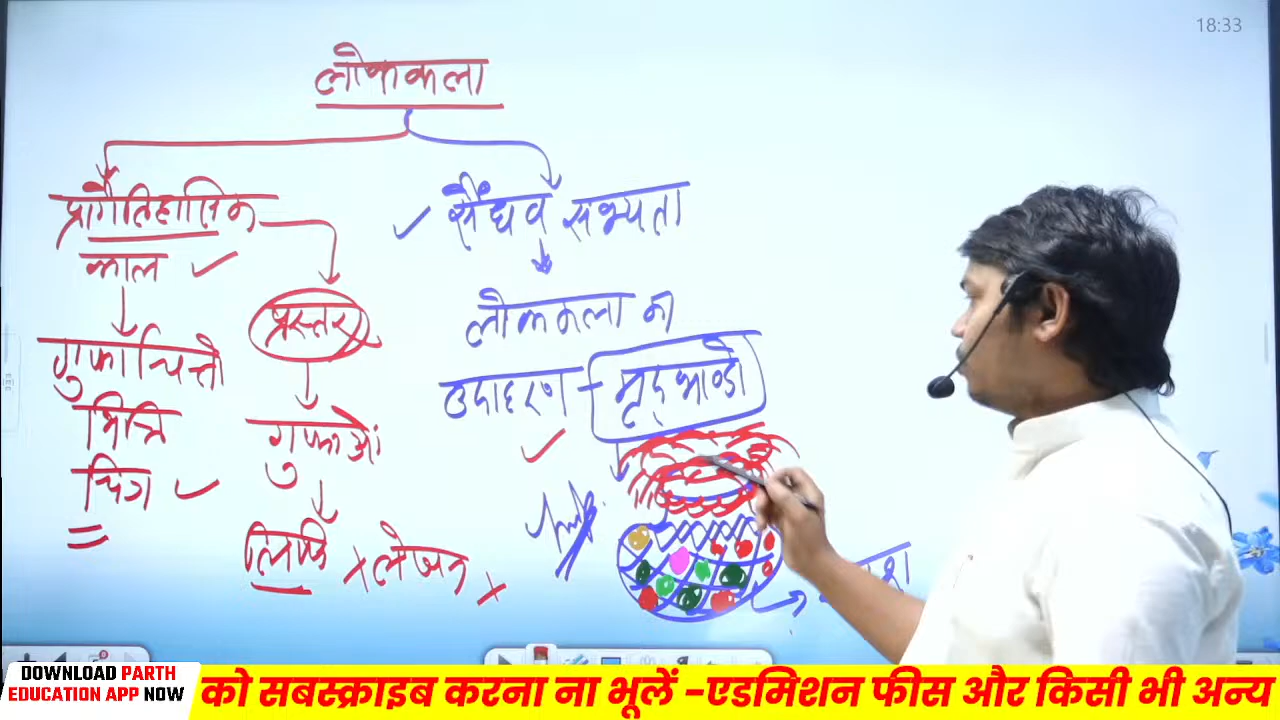 18:33
लोककला
प्रागैतिहासिक
काल
गुफाचित्रो
भित्ति
चित्र
प्रस्तर
गुफाओं
लिपि x लेखन x
सैंधव सभ्यता
लोककला का
उदाहरण - मृद्भाण्डो
DOWNLOAD PARTH
EDUCATION APP NOW
को सबस्क्राइब करना ना भूलें -एडमिशन फीस और किसी भी अन्य